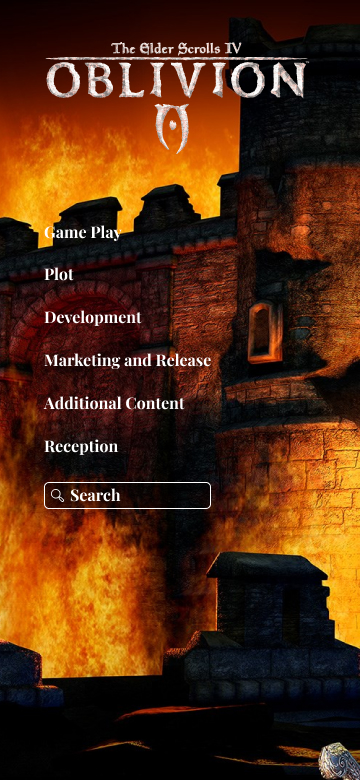 The Elder Scrolls IV
OBLIVION
Game Play
Plot
Development
Marketing and Release
Additional Content
Reception
Search